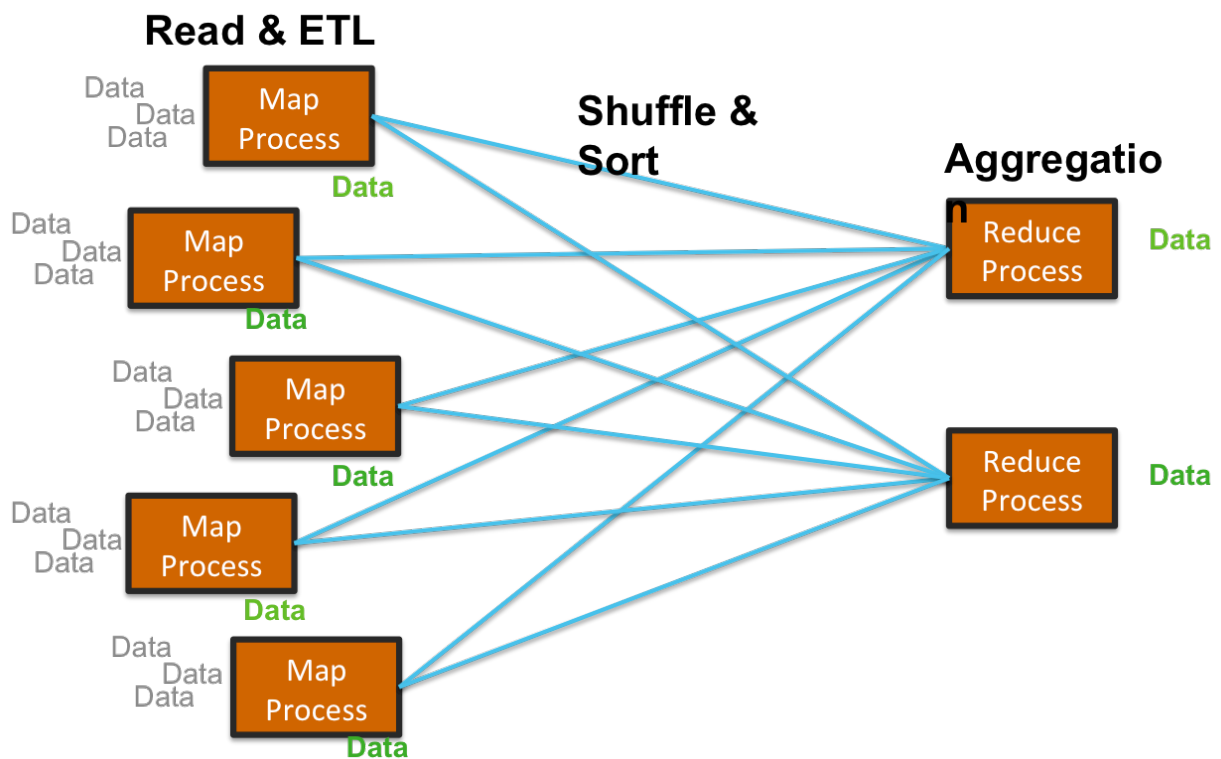 Read & ETL
Data
Data
Data
Map
Process
Data
Shuffle &
Sort
Aggregatio
n
Data
Data
Data
Map
Process
Data
Reduce
Process
Data
Data
Data
Data
Map
Process
Data
Reduce
Process
Data
Data
Data
Data
Map
Process
Data
Data
Data
Data
Map
Process
Data